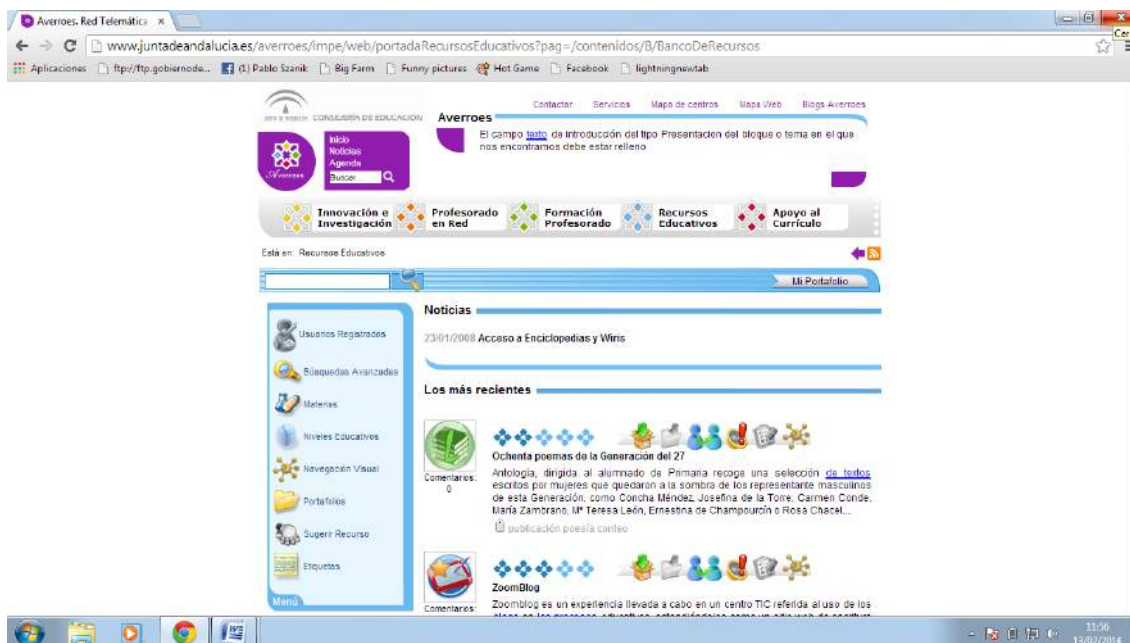 Averroes. Red Telemática
Cer
www.juntadeandalucia.es/averroes/impe/web/portadaRecursosEducativos?pag=/contenidos/B/BancoDeRecursos
Aplicaciones ftp://ftp.gobiernode... (1) Pablo Szanik Big Farm Funny pictures Hot Game Facebook lightningnewtab
Contactar Servicios Mapa de centros Mapa Web Blogs Averroes
CONSEJERÍA DE EDUCACIÓN
Averroes
El campo texto de introducción del tipo Presentacion del bloque o tema en el que
nos encontramos debe estar relleno
Inicio
Noticias
Agenda
Buscar
Averroes
Innovación e Investigación
Profesorado en Red
Formación Profesorado
Recursos Educativos
Apoyo al Currículo
Está en: Recursos Educativos
Mi Portafolio
Usuarios Registrados
Búsquedas Avanzadas
Materias
Niveles Educativos
Navegación Visual
Portafolios
Sugerir Recurso
Etiquetas
Menú
Noticias
23/01/2008 Acceso a Enciclopedias y Wiris
Los más recientes
Comentarios:
0
Ochenta poemas de la Generación del 27
Antología, dirigida al alumnado de Primaria recoge una selección de textos
escritos por mujeres que quedaron a la sombra de los representante masculinos
de esta Generación, como Concha Méndez, Josefina de la Torre, Carmen Conde,
María Zambrano, Mª Teresa León, Ernestina de Champourcín o Rosa Chacel....
publicación poesía conteo
Comentarios:
ZoomBlog
Zoomblog es un experiencia llevada a cabo en un centro TIC referida al uso de los
11:56
13/02/2014